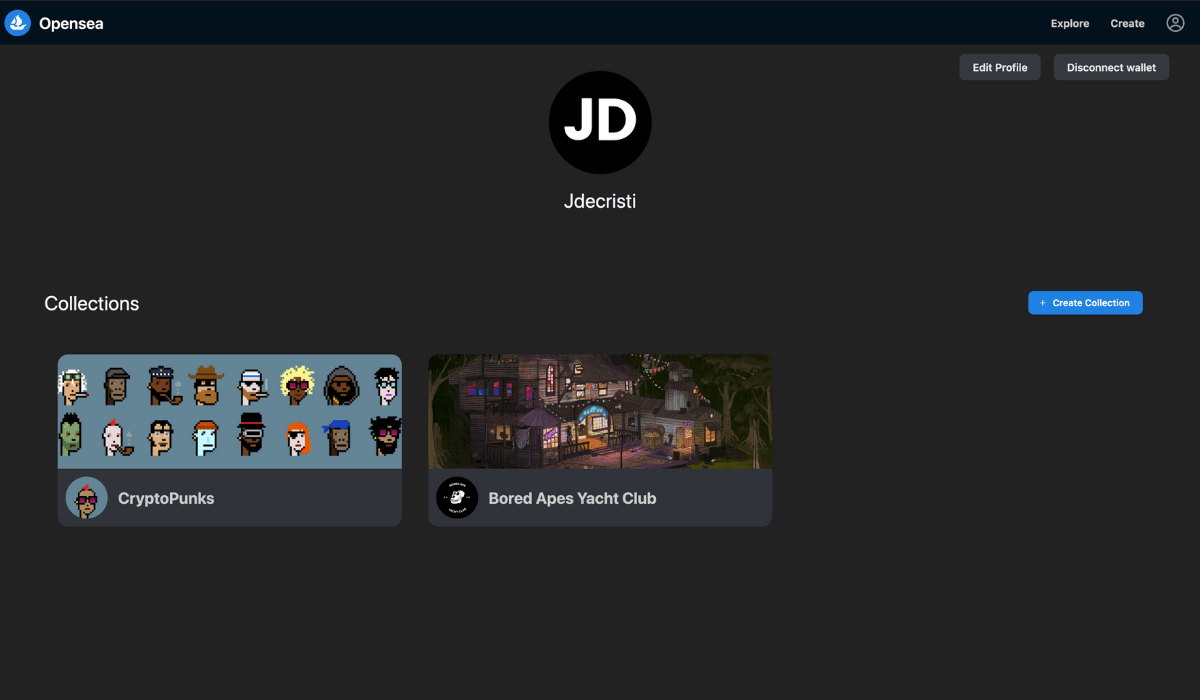 Opensea
Explore
Create
Edit Profile
Disconnect wallet
JD
Jdecristi
Collections
+ Create Collection
CryptoPunks
Bored Apes Yacht Club